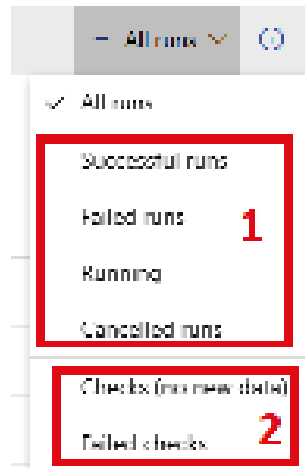 All runs
All runs
Successful runs
Failed runs
1
Running
Cancelled runs
Checks (no new data)
Failed checks
2